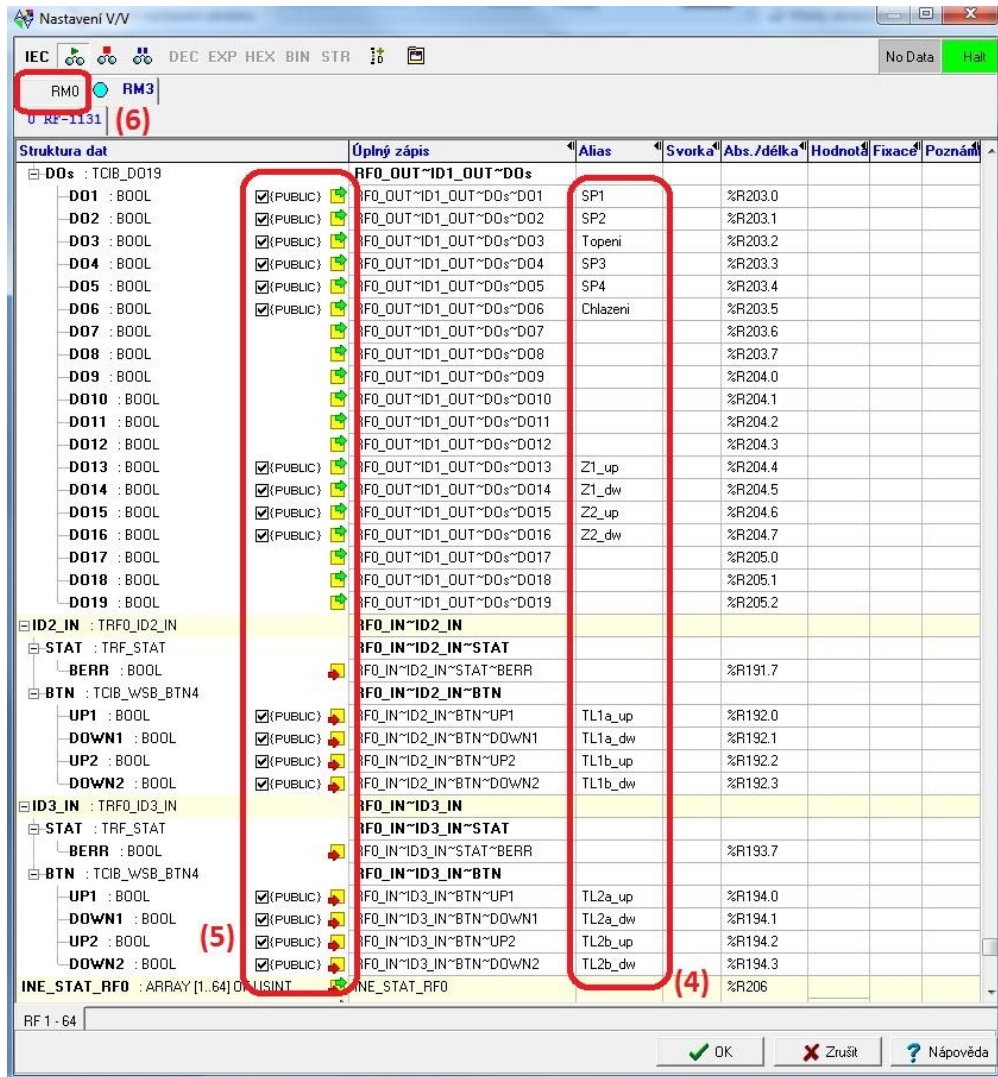 Nastavení V/V
IEC DEC EXP HEX BIN STR No Data Halt
RM0 RM3
0 RF-1131 (6)
Struktura dat Úplný zápis Alias Svorka Abs./délka Hodnota Fixace Poznám
DOs : TCIB_DO19 RF0_OUT~ID1_OUT~DOs
DO1 : BOOL {PUBLIC} RF0_OUT~ID1_OUT~DOs~DO1 SP1 %R203.0
DO2 : BOOL {PUBLIC} RF0_OUT~ID1_OUT~DOs~DO2 SP2 %R203.1
DO3 : BOOL {PUBLIC} RF0_OUT~ID1_OUT~DOs~DO3 Topeni %R203.2
DO4 : BOOL {PUBLIC} RF0_OUT~ID1_OUT~DOs~DO4 SP3 %R203.3
DO5 : BOOL {PUBLIC} RF0_OUT~ID1_OUT~DOs~DO5 SP4 %R203.4
DO6 : BOOL {PUBLIC} RF0_OUT~ID1_OUT~DOs~DO6 Chlazeni %R203.5
DO7 : BOOL RF0_OUT~ID1_OUT~DOs~DO7 %R203.6
DO8 : BOOL RF0_OUT~ID1_OUT~DOs~DO8 %R203.7
DO9 : BOOL RF0_OUT~ID1_OUT~DOs~DO9 %R204.0
DO10 : BOOL RF0_OUT~ID1_OUT~DOs~DO10 %R204.1
DO11 : BOOL RF0_OUT~ID1_OUT~DOs~DO11 %R204.2
DO12 : BOOL RF0_OUT~ID1_OUT~DOs~DO12 %R204.3
DO13 : BOOL {PUBLIC} RF0_OUT~ID1_OUT~DOs~DO13 Z1_up %R204.4
DO14 : BOOL {PUBLIC} RF0_OUT~ID1_OUT~DOs~DO14 Z1_dw %R204.5
DO15 : BOOL {PUBLIC} RF0_OUT~ID1_OUT~DOs~DO15 Z2_up %R204.6
DO16 : BOOL {PUBLIC} RF0_OUT~ID1_OUT~DOs~DO16 Z2_dw %R204.7
DO17 : BOOL RF0_OUT~ID1_OUT~DOs~DO17 %R205.0
DO18 : BOOL RF0_OUT~ID1_OUT~DOs~DO18 %R205.1
DO19 : BOOL RF0_OUT~ID1_OUT~DOs~DO19 %R205.2
ID2_IN : TRF0_ID2_IN RF0_IN~ID2_IN
STAT : TRF_STAT RF0_IN~ID2_IN~STAT
BERR : BOOL RF0_IN~ID2_IN~STAT~BERR %R191.7
BTN : TCIB_WSB_BTN4 RF0_IN~ID2_IN~BTN
UP1 : BOOL {PUBLIC} RF0_IN~ID2_IN~BTN~UP1 TL1a_up %R192.0
DOWN1 : BOOL {PUBLIC} RF0_IN~ID2_IN~BTN~DOWN1 TL1a_dw %R192.1
UP2 : BOOL {PUBLIC} RF0_IN~ID2_IN~BTN~UP2 TL1b_up %R192.2
DOWN2 : BOOL {PUBLIC} RF0_IN~ID2_IN~BTN~DOWN2 TL1b_dw %R192.3
ID3_IN : TRF0_ID3_IN RF0_IN~ID3_IN
STAT : TRF_STAT RF0_IN~ID3_IN~STAT
BERR : BOOL RF0_IN~ID3_IN~STAT~BERR %R193.7
BTN : TCIB_WSB_BTN4 RF0_IN~ID3_IN~BTN
UP1 : BOOL {PUBLIC} RF0_IN~ID3_IN~BTN~UP1 TL2a_up %R194.0
DOWN1 : BOOL {PUBLIC} RF0_IN~ID3_IN~BTN~DOWN1 TL2a_dw %R194.1
UP2 : BOOL (5) {PUBLIC} RF0_IN~ID3_IN~BTN~UP2 TL2b_up %R194.2
DOWN2 : BOOL {PUBLIC} RF0_IN~ID3_IN~BTN~DOWN2 TL2b_dw %R194.3
INE_STAT_RF0 : ARRAY [1..64] OF USINT INE_STAT_RF0 (4) %R206
RF 1 - 64
OK Zrušit Nápověda